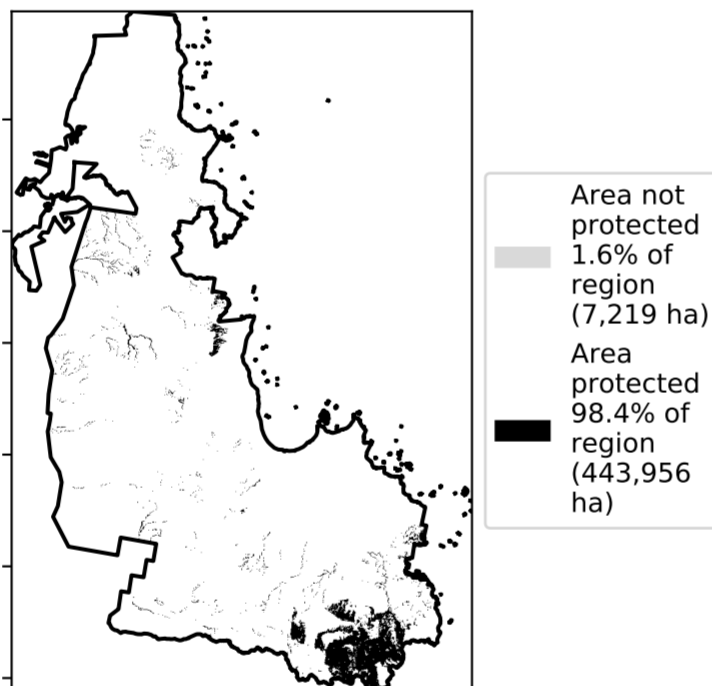 Area not
protected
1.6% of
region
(7,219 ha)
Area
protected
98.4% of
region
(443,956
ha)